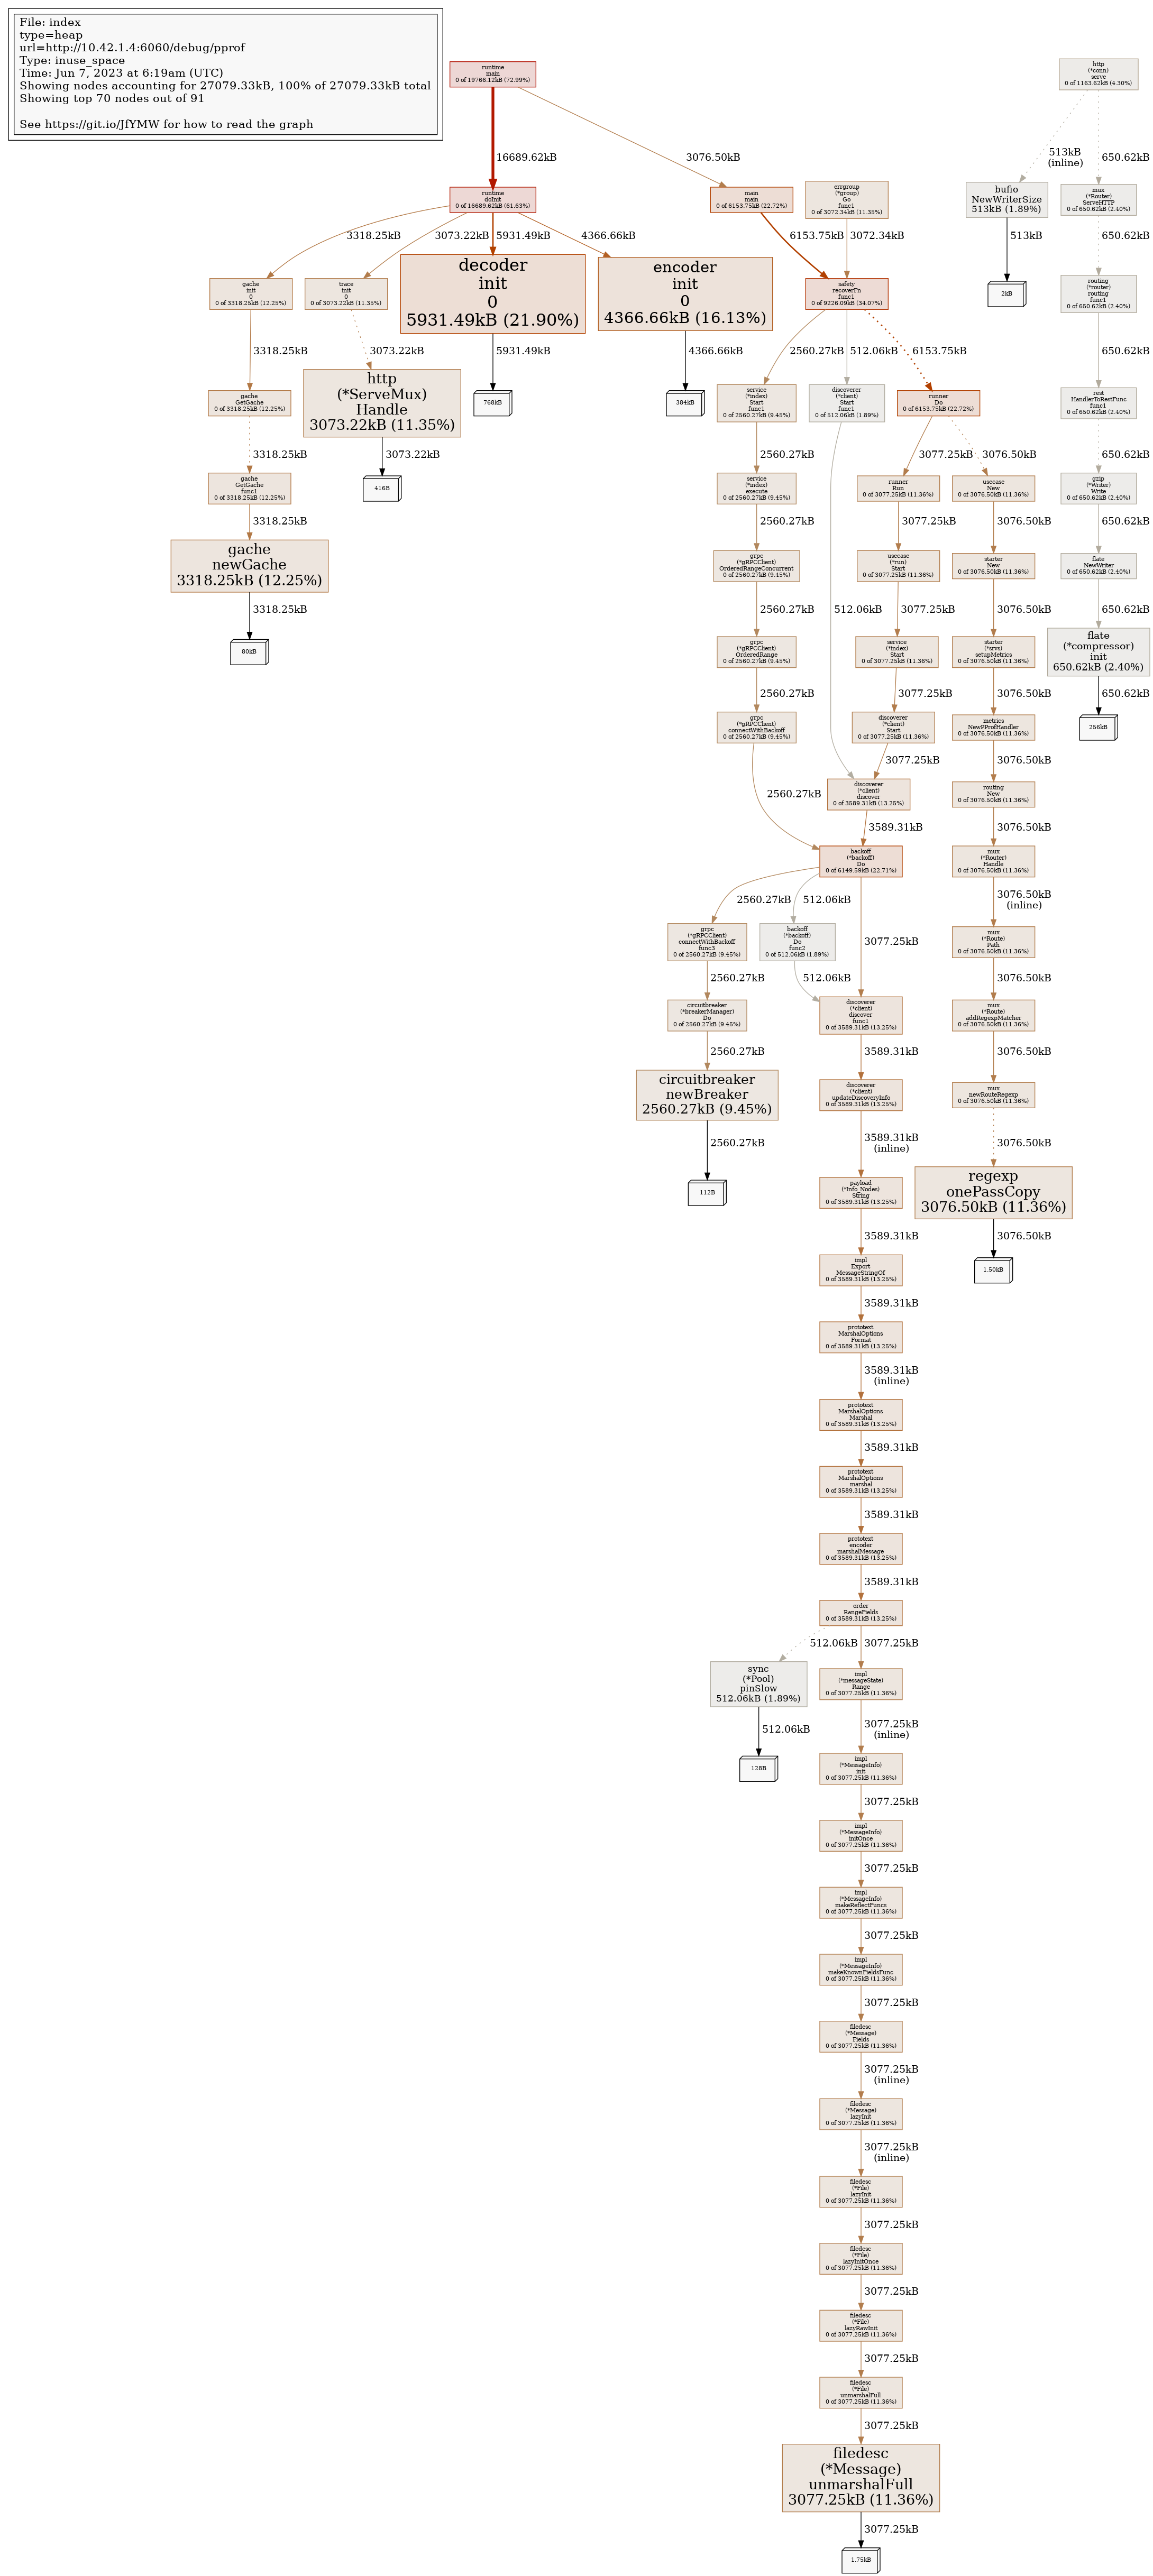 File: index
type=heap
url=http://10.42.1.4:6060/debug/pprof
Type: inuse_space
Time: Jun 7, 2023 at 6:19am (UTC)
Showing nodes accounting for 27079.33kB, 100% of 27079.33kB total
Showing top 70 nodes out of 91
See https://git.io/JfYMW for how to read the graph
runtime
main
0 of 19766.12kB (72.99%)
http
(*conn)
serve
0 of 1163.62kB (4.30%)
16689.62kB
3076.50kB
513kB
(inline)
650.62kB
runtime
doInit
0 of 16689.62kB (61.63%)
main
main
0 of 6153.75kB (22.72%)
errgroup
(*group)
Go
func1
0 of 3072.34kB (11.35%)
bufio
NewWriterSize
513kB (1.89%)
mux
(*Router)
ServeHTTP
0 of 650.62kB (2.40%)
3318.25kB
3073.22kB
5931.49kB
4366.66kB
6153.75kB
3072.34kB
513kB
650.62kB
gache
init
0
0 of 3318.25kB (12.25%)
trace
init
0
0 of 3073.22kB (11.35%)
decoder
init
0
5931.49kB (21.90%)
encoder
init
0
4366.66kB (16.13%)
safety
recoverFn
func1
0 of 9226.09kB (34.07%)
2kB
routing
(*router)
routing
func1
0 of 650.62kB (2.40%)
3318.25kB
3073.22kB
5931.49kB
4366.66kB
2560.27kB
512.06kB
6153.75kB
650.62kB
gache
GetGache
0 of 3318.25kB (12.25%)
http
(*ServeMux)
Handle
3073.22kB (11.35%)
768kB
384kB
service
(*index)
Start
func1
0 of 2560.27kB (9.45%)
discoverer
(*client)
Start
func1
0 of 512.06kB (1.89%)
runner
Do
0 of 6153.75kB (22.72%)
rest
HandlerToRestFunc
func1
0 of 650.62kB (2.40%)
3318.25kB
3073.22kB
2560.27kB
3077.25kB
3076.50kB
650.62kB
gache
GetGache
func1
0 of 3318.25kB (12.25%)
416B
service
(*index)
execute
0 of 2560.27kB (9.45%)
runner
Run
0 of 3077.25kB (11.36%)
usecase
New
0 of 3076.50kB (11.36%)
gzip
(*Writer)
Write
0 of 650.62kB (2.40%)
3318.25kB
2560.27kB
3077.25kB
3076.50kB
650.62kB
gache
newGache
3318.25kB (12.25%)
grpc
(*gRPCClient)
OrderedRangeConcurrent
0 of 2560.27kB (9.45%)
usecase
(*run)
Start
0 of 3077.25kB (11.36%)
starter
New
0 of 3076.50kB (11.36%)
flate
NewWriter
0 of 650.62kB (2.40%)
3318.25kB
2560.27kB
512.06kB
3077.25kB
3076.50kB
650.62kB
80kB
grpc
(*gRPCClient)
OrderedRange
0 of 2560.27kB (9.45%)
service
(*index)
Start
0 of 3077.25kB (11.36%)
starter
(*srvs)
setupMetrics
0 of 3076.50kB (11.36%)
flate
(*compressor)
init
650.62kB (2.40%)
2560.27kB
3077.25kB
3076.50kB
650.62kB
grpc
(*gRPCClient)
connectWithBackoff
0 of 2560.27kB (9.45%)
discoverer
(*client)
Start
0 of 3077.25kB (11.36%)
metrics
NewPProfHandler
0 of 3076.50kB (11.36%)
256kB
2560.27kB
3077.25kB
3076.50kB
discoverer
(*client)
discover
0 of 3589.31kB (13.25%)
routing
New
0 of 3076.50kB (11.36%)
3589.31kB
3076.50kB
backoff
(*backoff)
Do
0 of 6149.59kB (22.71%)
mux
(*Router)
Handle
0 of 3076.50kB (11.36%)
2560.27kB
512.06kB
3077.25kB
3076.50kB
(inline)
grpc
(*gRPCClient)
connectWithBackoff
func3
0 of 2560.27kB (9.45%)
backoff
(*backoff)
Do
func2
0 of 512.06kB (1.89%)
mux
(*Route)
Path
0 of 3076.50kB (11.36%)
2560.27kB
512.06kB
3076.50kB
circuitbreaker
(*breakerManager)
Do
0 of 2560.27kB (9.45%)
discoverer
(*client)
discover
func1
0 of 3589.31kB (13.25%)
mux
(*Route)
addRegexpMatcher
0 of 3076.50kB (11.36%)
2560.27kB
3589.31kB
3076.50kB
circuitbreaker
newBreaker
2560.27kB (9.45%)
discoverer
(*client)
updateDiscoveryInfo
0 of 3589.31kB (13.25%)
mux
newRouteRegexp
0 of 3076.50kB (11.36%)
2560.27kB
3589.31kB
(inline)
3076.50kB
112B
payload
(*Info_Nodes)
String
0 of 3589.31kB (13.25%)
regexp
onePassCopy
3076.50kB (11.36%)
3589.31kB
3076.50kB
impl
Export
MessageStringOf
0 of 3589.31kB (13.25%)
1.50kB
3589.31kB
prototext
MarshalOptions
Format
0 of 3589.31kB (13.25%)
3589.31kB
(inline)
prototext
MarshalOptions
Marshal
0 of 3589.31kB (13.25%)
3589.31kB
prototext
MarshalOptions
marshal
0 of 3589.31kB (13.25%)
3589.31kB
prototext
encoder
marshalMessage
0 of 3589.31kB (13.25%)
3589.31kB
order
RangeFields
0 of 3589.31kB (13.25%)
512.06kB
3077.25kB
sync
(*Pool)
pinSlow
512.06kB (1.89%)
impl
(*messageState)
Range
0 of 3077.25kB (11.36%)
512.06kB
3077.25kB
(inline)
128B
impl
(*MessageInfo)
init
0 of 3077.25kB (11.36%)
3077.25kB
impl
(*MessageInfo)
initOnce
0 of 3077.25kB (11.36%)
3077.25kB
impl
(*MessageInfo)
makeReflectFuncs
0 of 3077.25kB (11.36%)
3077.25kB
impl
(*MessageInfo)
makeKnownFieldsFunc
0 of 3077.25kB (11.36%)
3077.25kB
filedesc
(*Message)
Fields
0 of 3077.25kB (11.36%)
3077.25kB
(inline)
filedesc
(*Message)
lazyInit
0 of 3077.25kB (11.36%)
3077.25kB
(inline)
filedesc
(*File)
lazyInit
0 of 3077.25kB (11.36%)
3077.25kB
filedesc
(*File)
lazyInitOnce
0 of 3077.25kB (11.36%)
3077.25kB
filedesc
(*File)
lazyRawInit
0 of 3077.25kB (11.36%)
3077.25kB
filedesc
(*File)
unmarshalFull
0 of 3077.25kB (11.36%)
3077.25kB
filedesc
(*Message)
unmarshalFull
3077.25kB (11.36%)
3077.25kB
1.75kB